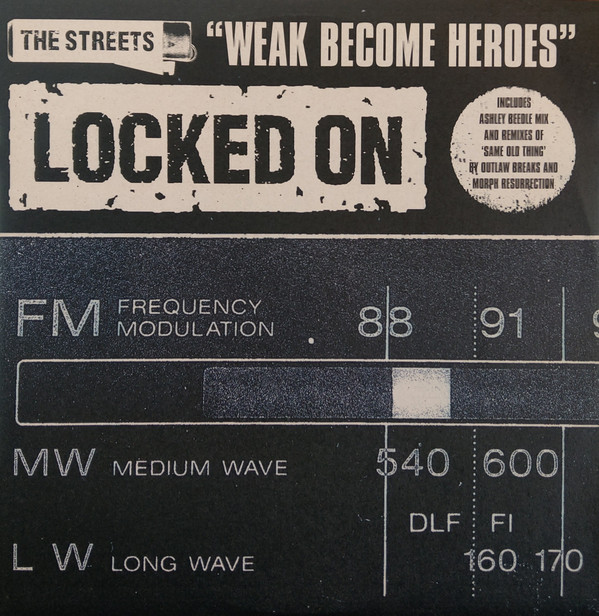 THE STREETS
"WEAK BECOME HEROES"
LOCKED ON
INCLUDES
ASHLEY BEEDLE MIX
AND REMIXES OF
'SAME OLD THING'
BY OUTLAW BREAKS AND
MORPH RESURRECTION
FM FREQUENCY MODULATION 88 91 9
MW MEDIUM WAVE 540 600
DLF FI
LW LONG WAVE 160 170